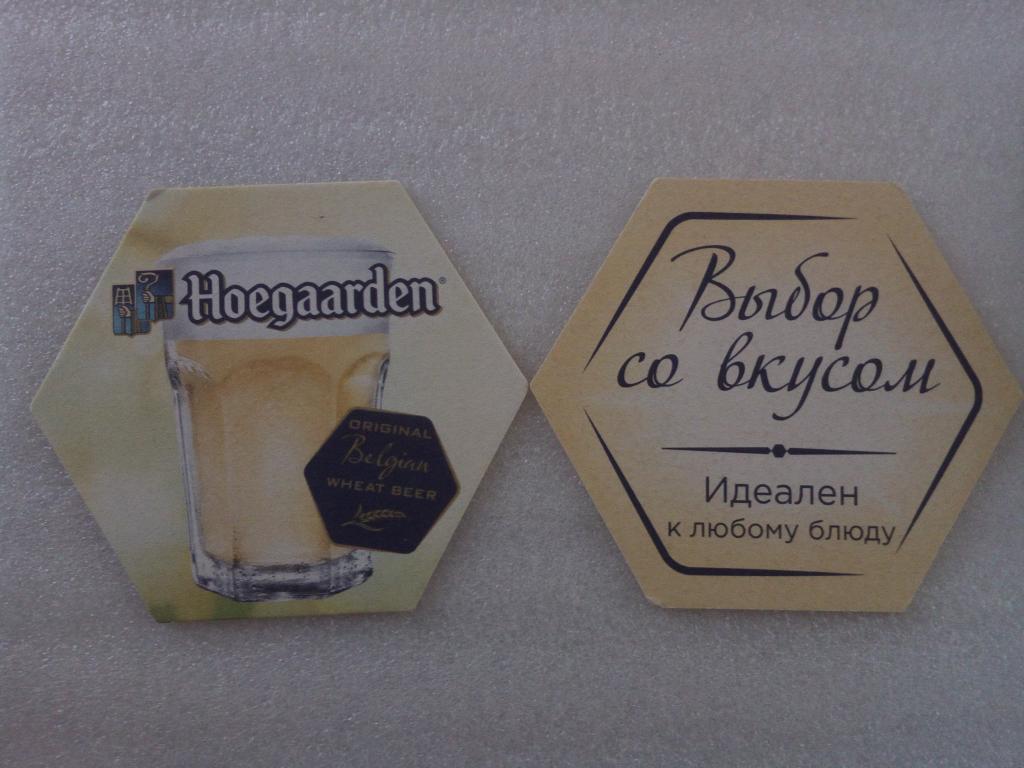 Hoegaarden®
ORIGINAL
Belgian
WHEAT BEER
Выбор
со вкусом
Идеален
к любому блюду